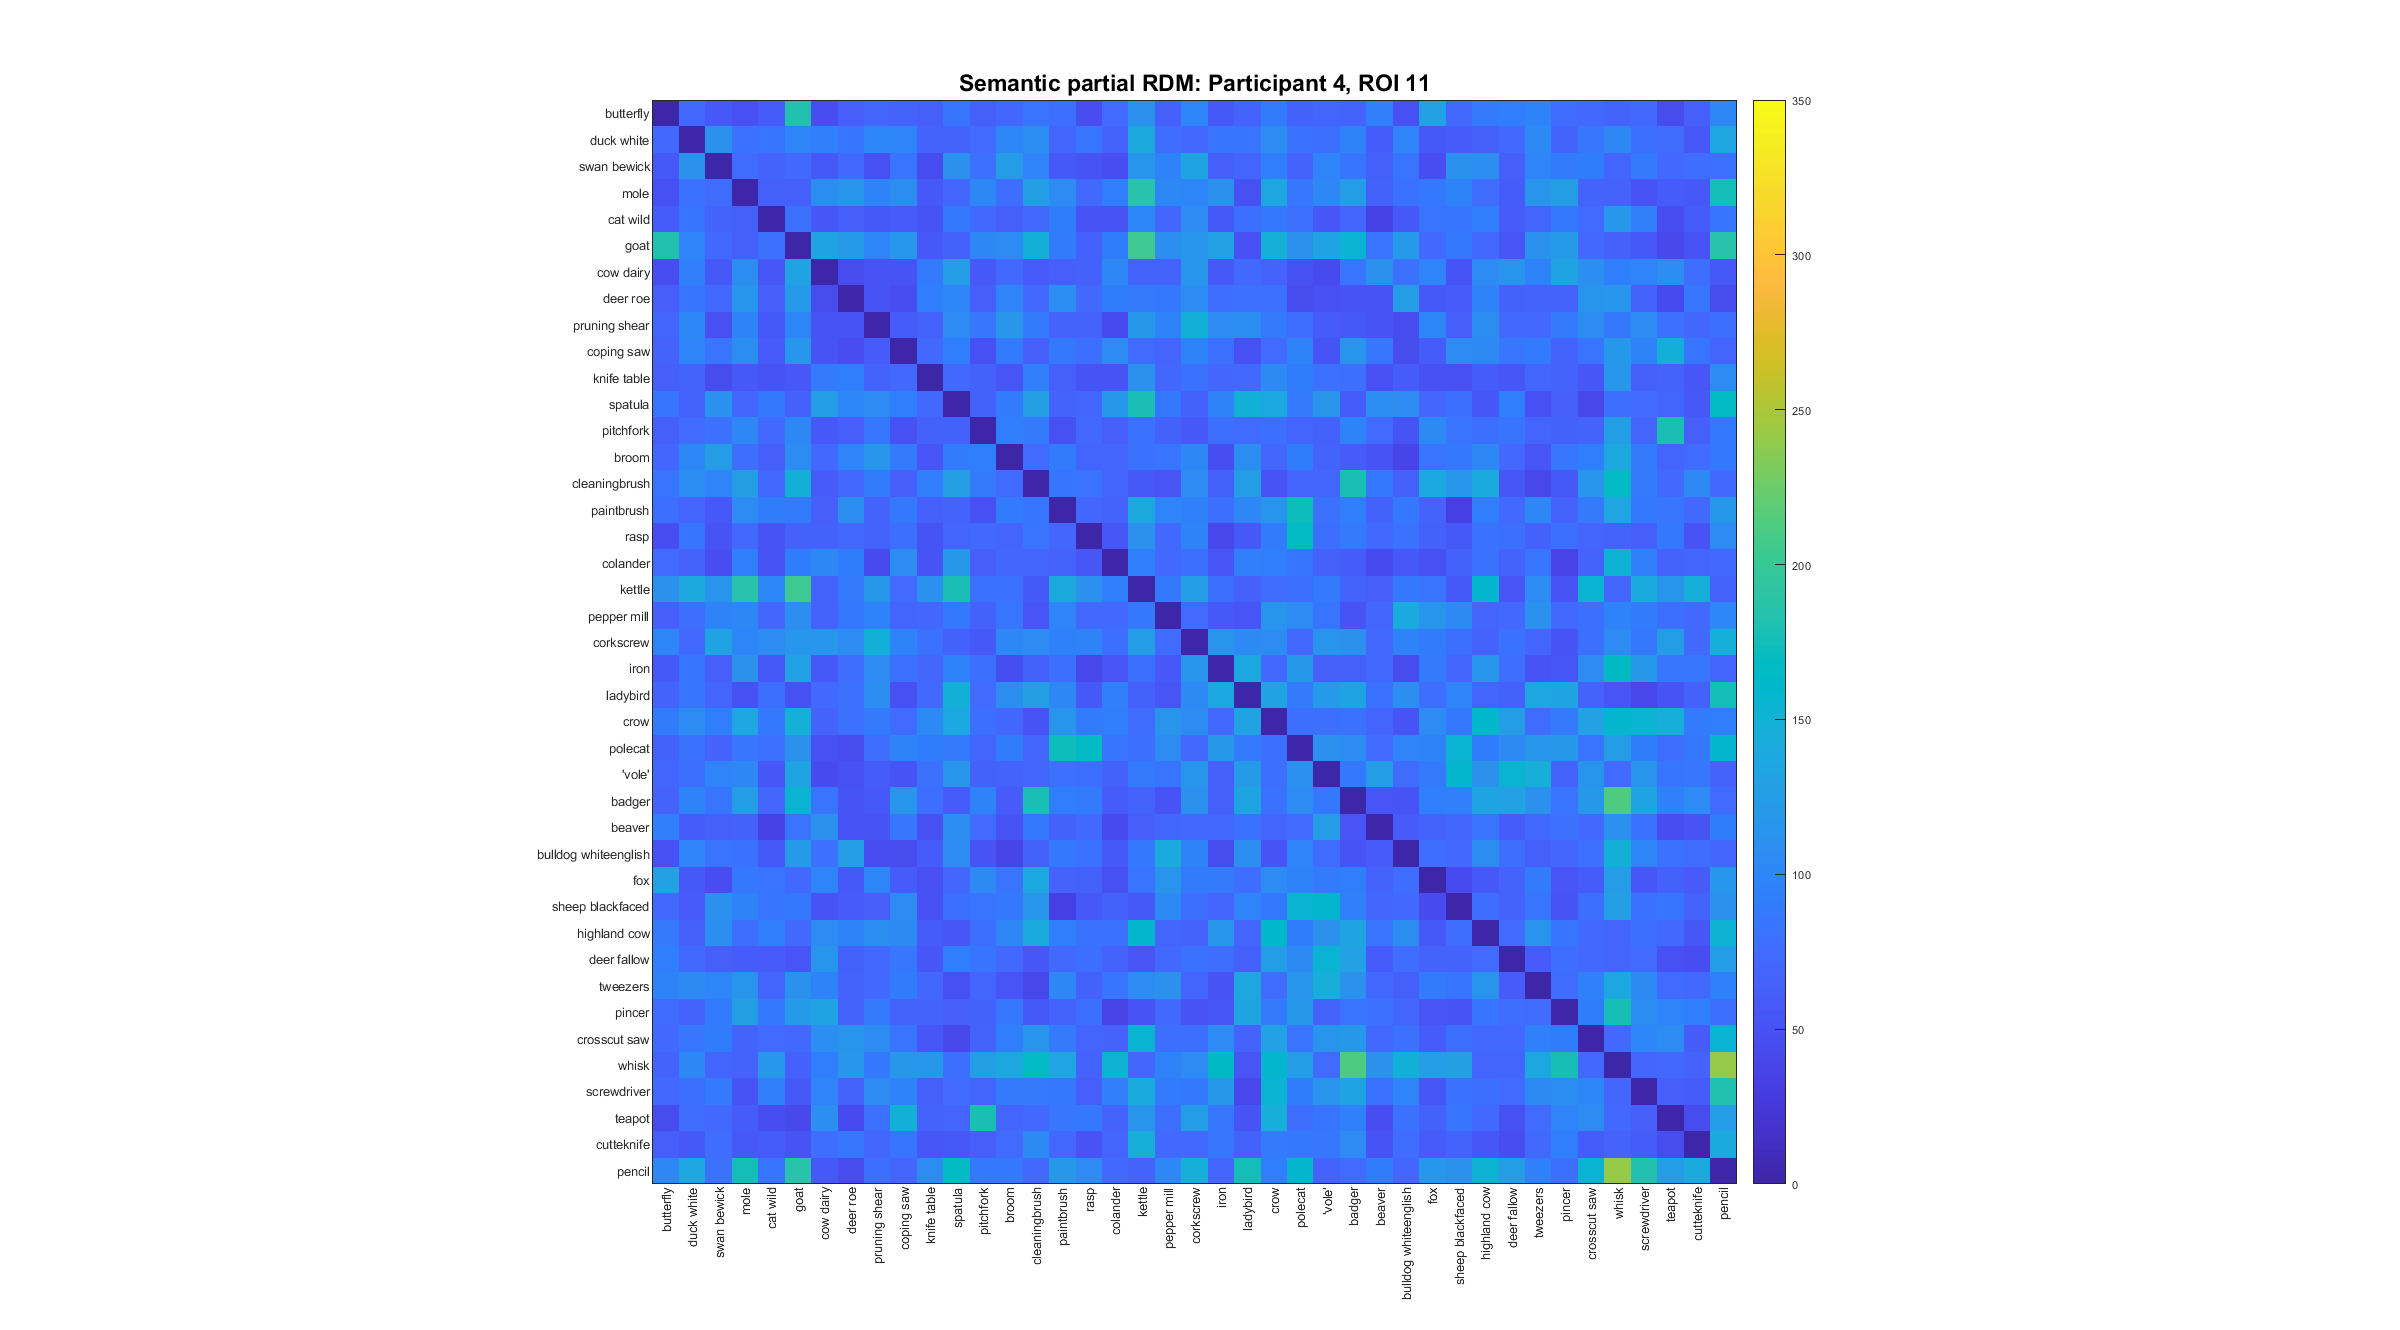 Semantic partial RDM: Participant 4, ROI 11
butterfly
duck white
swan bewick
mole
cat wild
goat
cow dairy
deer roe
pruning shear
coping saw
knife table
spatula
pitchfork
broom
cleaningbrush
paintbrush
rasp
colander
kettle
pepper mill
corkscrew
iron
ladybird
crow
polecat
'vole'
badger
beaver
bulldog whiteenglish
fox
sheep blackfaced
highland cow
deer fallow
tweezers
pincer
crosscut saw
whisk
screwdriver
teapot
cutteknife
pencil
butterfly
duck white
swan bewick
mole
cat wild
goat
cow dairy
deer roe
pruning shear
coping saw
knife table
spatula
pitchfork
broom
cleaningbrush
paintbrush
rasp
colander
kettle
pepper mill
corkscrew
iron
ladybird
crow
polecat
'vole'
badger
beaver
bulldog whiteenglish
fox
sheep blackfaced
highland cow
deer fallow
tweezers
pincer
crosscut saw
whisk
screwdriver
teapot
cutteknife
pencil
350
300
250
200
150
100
50
0